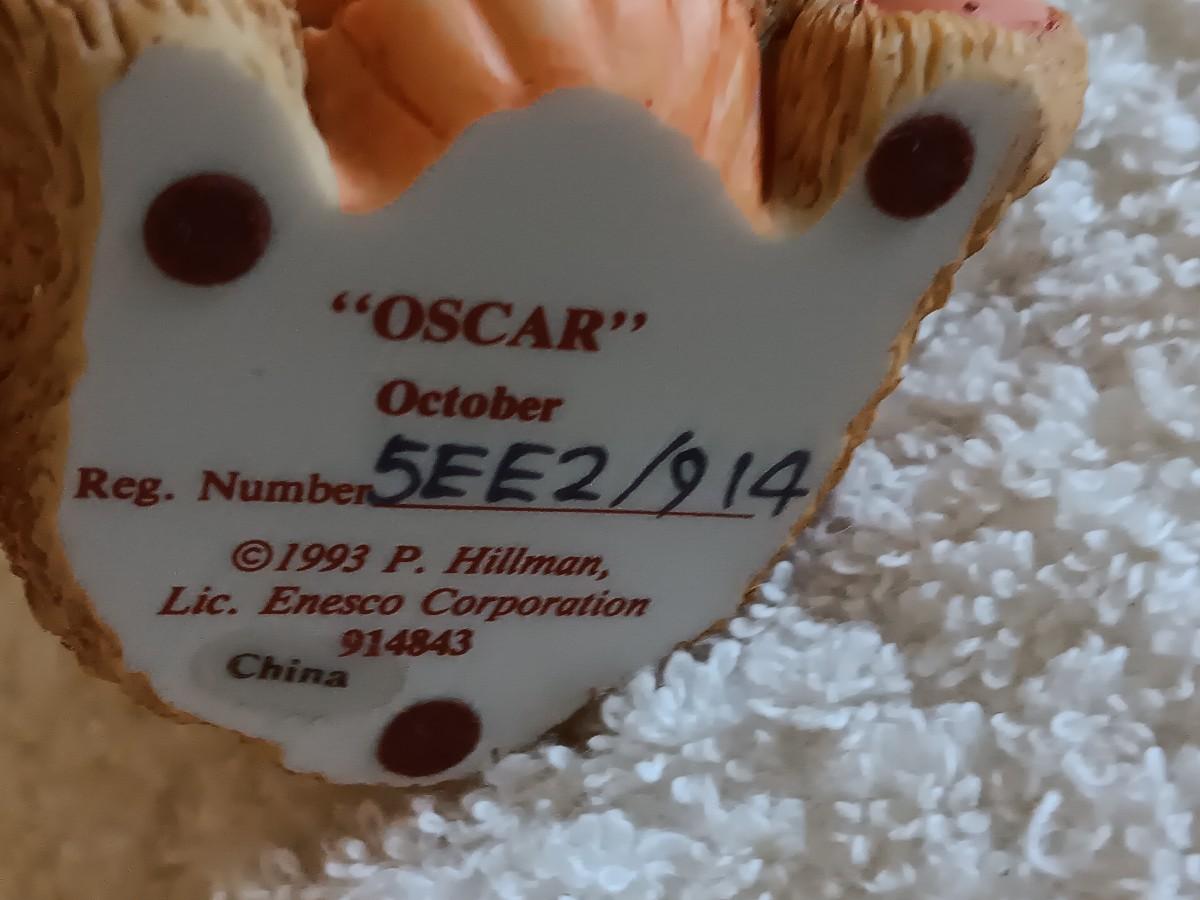 “OSCAR”
October
Reg. Number 5EE2/914
©1993 P. Hillman,
Lic. Enesco Corporation
914843
China